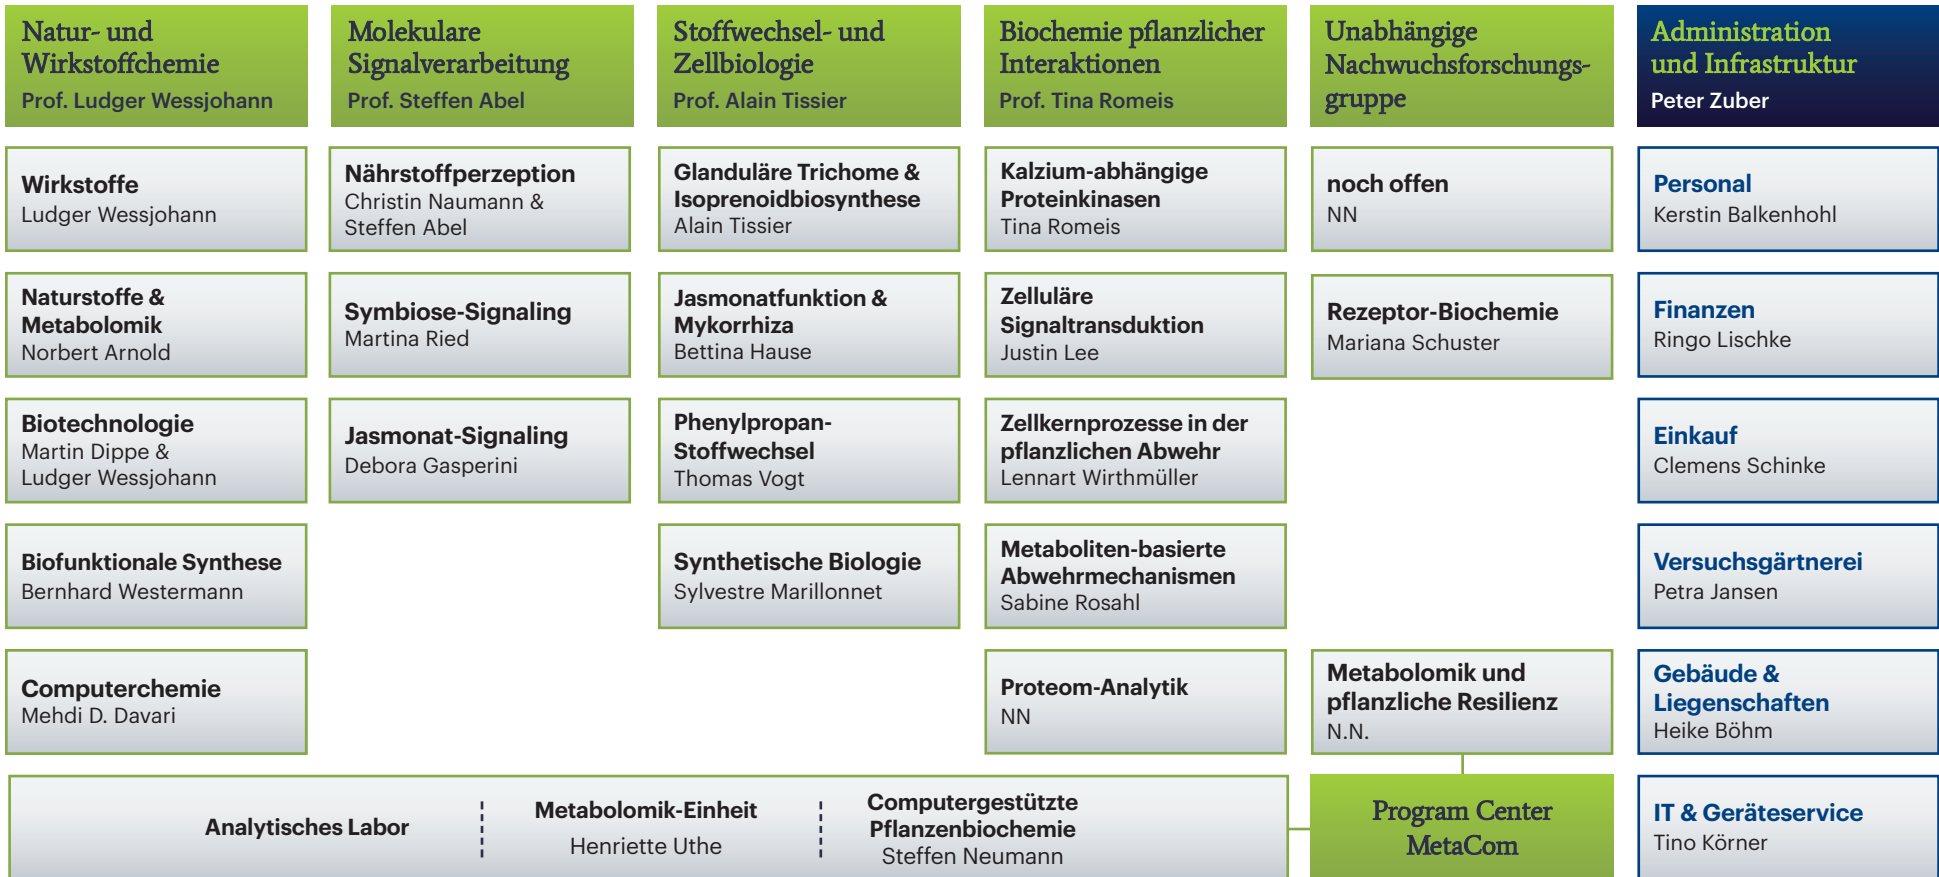 Natur- und
Wirkstoffchemie
Prof. Ludger Wessjohann
Wirkstoffe
Ludger Wessjohann
Naturstoffe &
Metabolomik
Norbert Arnold
Biotechnologie
Martin Dippe &
Ludger Wessjohann
Biofunktionale Synthese
Bernhard Westermann
Computerchemie
Mehdi D. Davari
Molekulare
Signalverarbeitung
Prof. Steffen Abel
Nährstoffperzeption
Christin Naumann &
Steffen Abel
Symbiose-Signaling
Martina Ried
Jasmonat-Signaling
Debora Gasperini
Stoffwechsel- und
Zellbiologie
Prof. Alain Tissier
Glanduläre Trichome &
Isoprenoidbiosynthese
Alain Tissier
Jasmonatfunktion &
Mykorrhiza
Bettina Hause
Phenylpropan-
Stoffwechsel
Thomas Vogt
Synthetische Biologie
Sylvestre Marillonnet
Biochemie pflanzlicher
Interaktionen
Prof. Tina Romeis
Kalzium-abhängige
Proteinkinasen
Tina Romeis
Zelluläre
Signaltransduktion
Justin Lee
Zellkernprozesse in der
pflanzlichen Abwehr
Lennart Wirthmüller
Metaboliten-basierte
Abwehrmechanismen
Sabine Rosahl
Proteom-Analytik
NN
Unabhängige
Nachwuchsforschungs-
gruppe
noch offen
NN
Rezeptor-Biochemie
Mariana Schuster
Metabolomik und
pflanzliche Resilienz
N.N.
Analytisches Labor
Metabolomik-Einheit
Henriette Uthe
Computergestützte
Pflanzenbiochemie
Steffen Neumann
Program Center
MetaCom
Administration
und Infrastruktur
Peter Zuber
Personal
Kerstin Balkenhohl
Finanzen
Ringo Lischke
Einkauf
Clemens Schinke
Versuchsgärtnerei
Petra Jansen
Gebäude &
Liegenschaften
Heike Böhm
IT & Geräteservice
Tino Körner